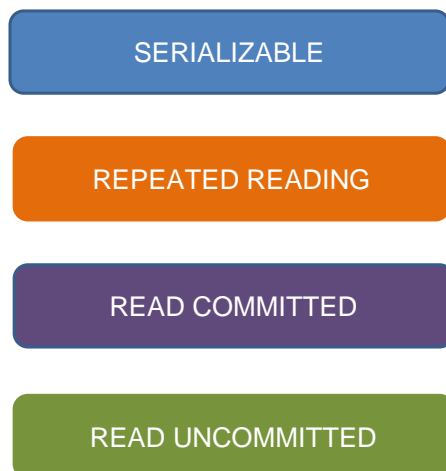 SERIALIZABLE
REPEATED READING
READ COMMITTED
READ UNCOMMITTED